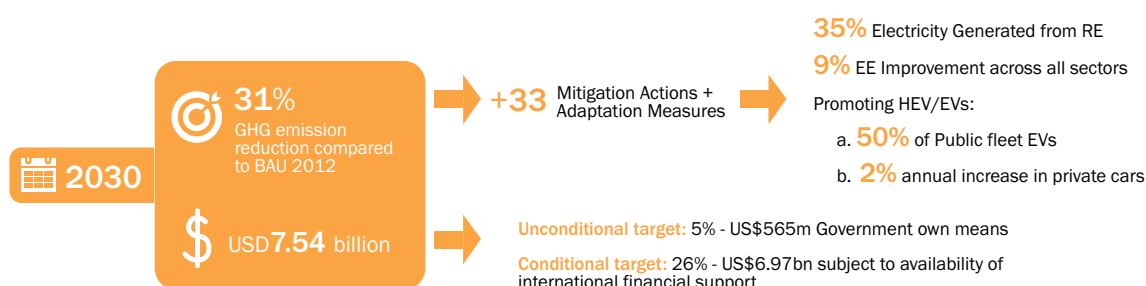 2030
31%
GHG emission
reduction compared
to BAU 2012
$
USD7.54 billion
+33 Mitigation Actions +
Adaptation Measures
35% Electricity Generated from RE
9% EE Improvement across all sectors
Promoting HEV/EVs:
a. 50% of Public fleet EVs
b. 2% annual increase in private cars
Unconditional target: 5% - US$565m Government own means
Conditional target: 26% - US$6.97bn subject to availability of
international financial support